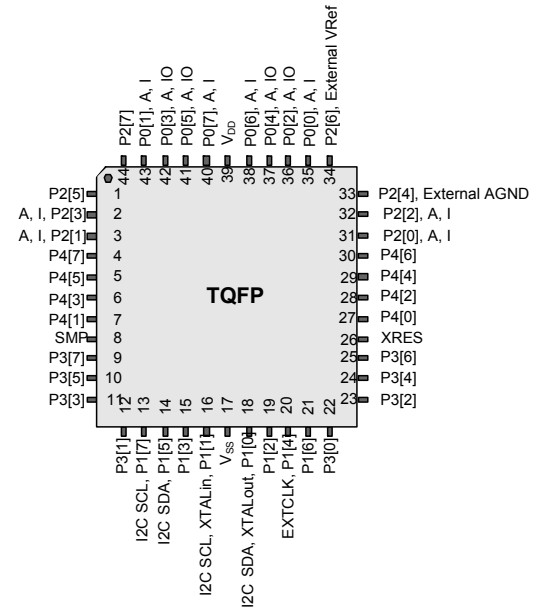 P2[7]
P0[1], A, I
P0[3], A, IO
P0[5], A, IO
P0[7], A, I
VDD
P0[6], A, I
P0[4], A, IO
P0[2], A, IO
P0[0], A, I
P2[6], External VRef
44
43
42
41
40
39
38
37
36
35
34
P2[5] 1
A, I, P2[3] 2
A, I, P2[1] 3
P4[7] 4
P4[5] 5
P4[3] 6
P4[1] 7
SMP 8
P3[7] 9
P3[5] 10
P3[3] 11
TQFP
33 P2[4], External AGND
32 P2[2], A, I
31 P2[0], A, I
30 P4[6]
29 P4[4]
28 P4[2]
27 P4[0]
26 XRES
25 P3[6]
24 P3[4]
23 P3[2]
12
13
14
15
16
17
18
19
20
21
22
P3[1]
I2C SCL, P1[7]
I2C SDA, P1[5]
P1[3]
I2C SCL, XTALin, P1[1]
VSS
I2C SDA, XTALout, P1[0]
P1[2]
EXTCLK, P1[4]
P1[6]
P3[0]